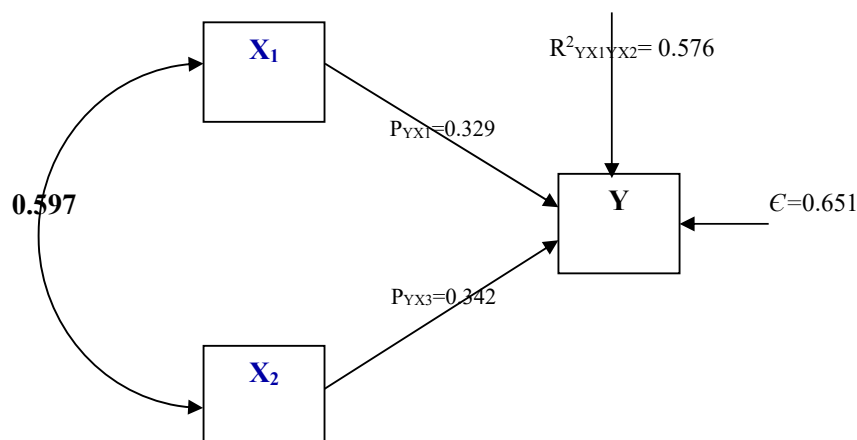 X₁
R²YX1YX2= 0.576
PYX1=0.329
0.597
Y
Є=0.651
PYX3=0.342
X₂